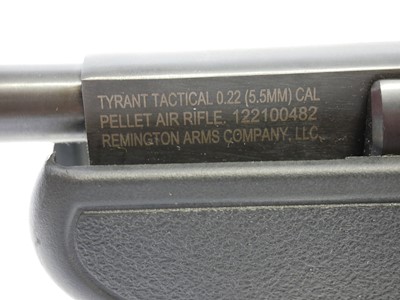 TYRANT TACTICAL 0.22 (5.5MM) CAL
PELLET AIR RIFLE. 122100482
REMINGTON ARMS COMPANY, LLC.